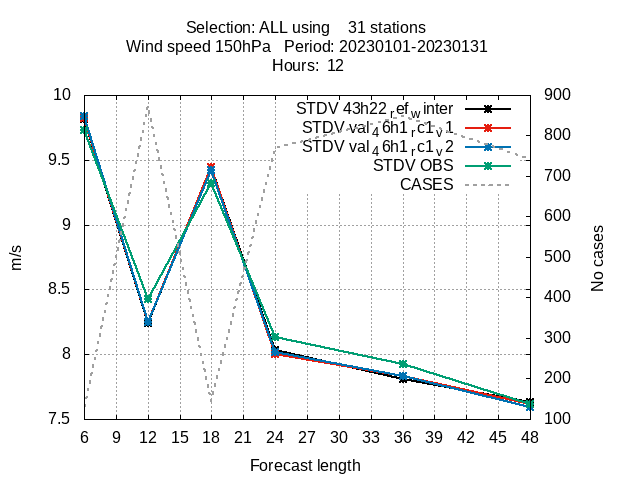 Selection: ALL using 31 stations
Wind speed 150hPa Period: 20230101-20230131
Hours: 12
STDV 43h22_ref_winter
STDV val_46h1_rc1_v1
STDV val_46h1_rc1_v2
STDV OBS
CASES
10
9.5
9
8.5
8
7.5
m/s
900
800
700
600
500
400
300
200
100
No cases
6 9 12 15 18 21 24 27 30 33 36 39 42 45 48
Forecast length